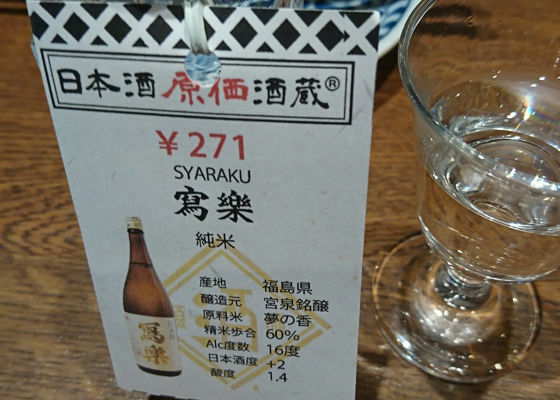 日本酒原価酒蔵®
¥271
SYARAKU
寫樂
純米
産地 福島県
醸造元 宮泉銘醸
原料米 夢の香
精米歩合 60%
Alc度数 16度
日本酒度 +2
酸度 1.4
寫樂